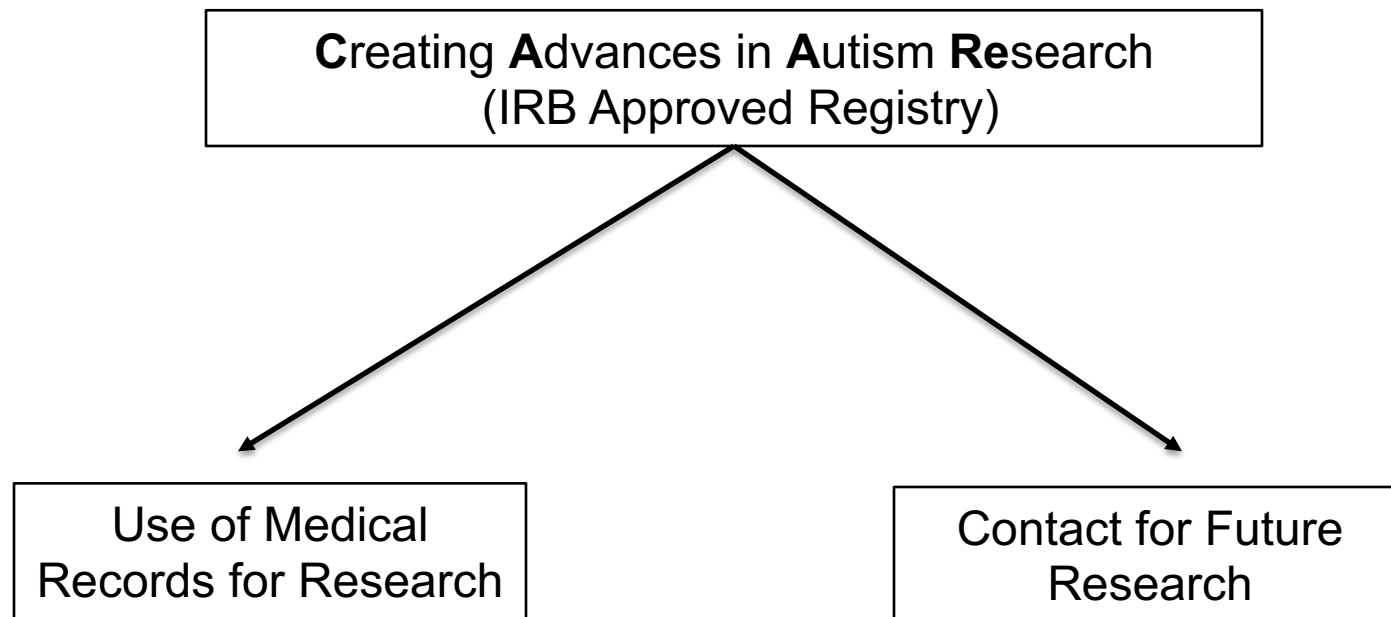 Creating Advances in Autism Research
(IRB Approved Registry)
Use of Medical
Records for Research
Contact for Future
Research